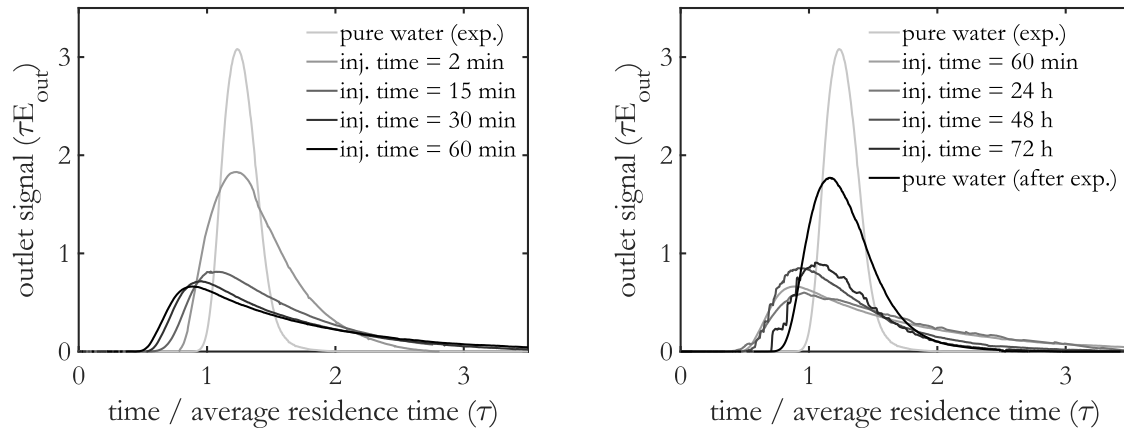 outlet signal (τE_out)
3
2
1
0
pure water (exp.)
inj. time = 2 min
inj. time = 15 min
inj. time = 30 min
inj. time = 60 min
0 1 2 3
time / average residence time (τ)
outlet signal (τE_out)
3
2
1
0
pure water (exp.)
inj. time = 60 min
inj. time = 24 h
inj. time = 48 h
inj. time = 72 h
pure water (after exp.)
0 1 2 3
time / average residence time (τ)